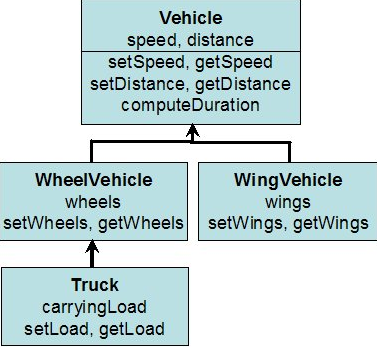 Vehicle
speed, distance
setSpeed, getSpeed
setDistance, getDistance
computeDuration
WheelVehicle
wheels
setWheels, getWheels
WingVehicle
wings
setWings, getWings
Truck
carryingLoad
setLoad, getLoad